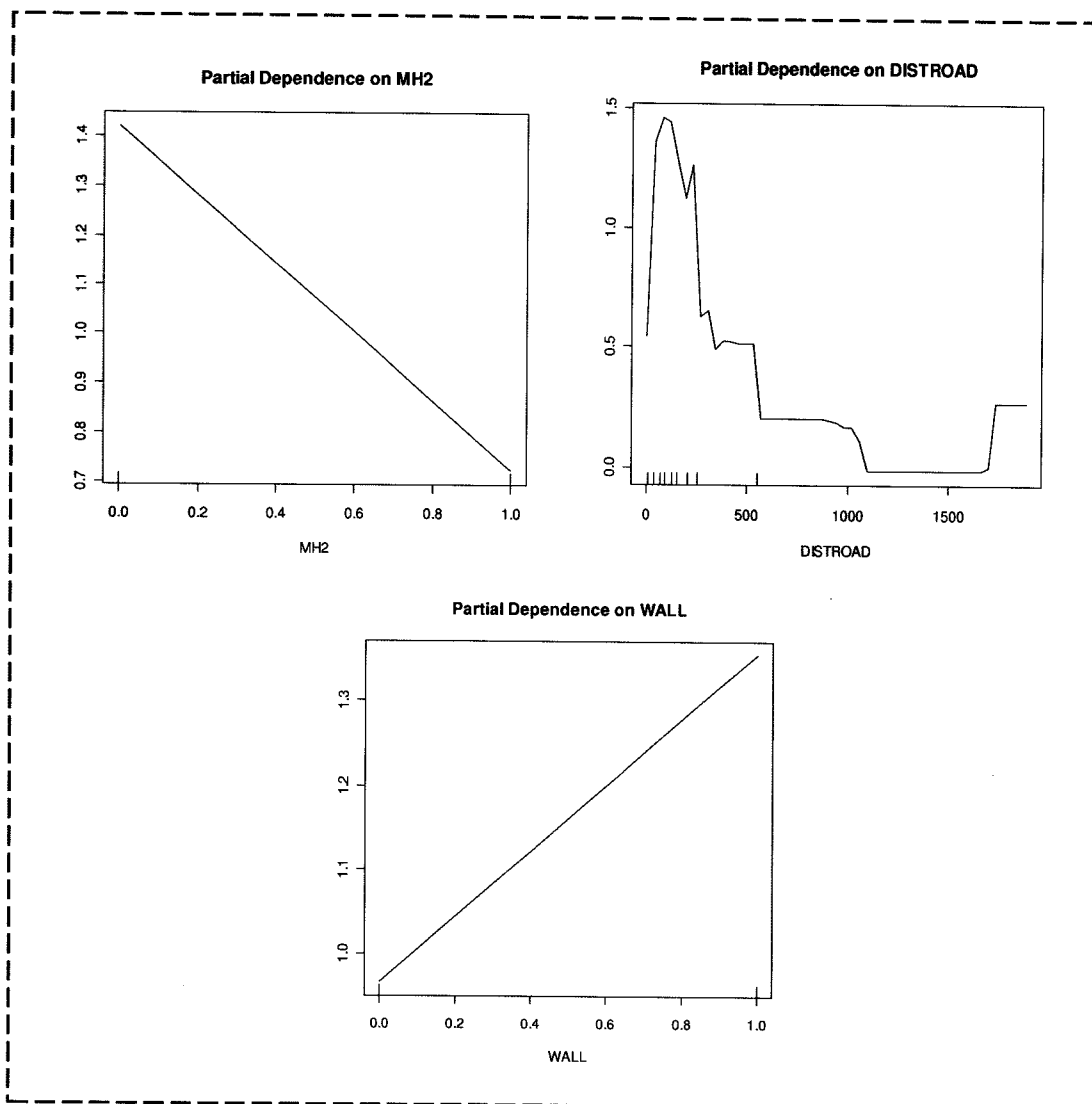 Partial Dependence on MH2
1.4
1.3
1.2
1.1
1.0
0.9
0.8
0.7
0.0 0.2 0.4 0.6 0.8 1.0
MH2
Partial Dependence on DISTROAD
1.5
1.0
0.5
0.0
0 500 1000 1500
DISTROAD
Partial Dependence on WALL
1.3
1.2
1.1
1.0
0.0 0.2 0.4 0.6 0.8 1.0
WALL